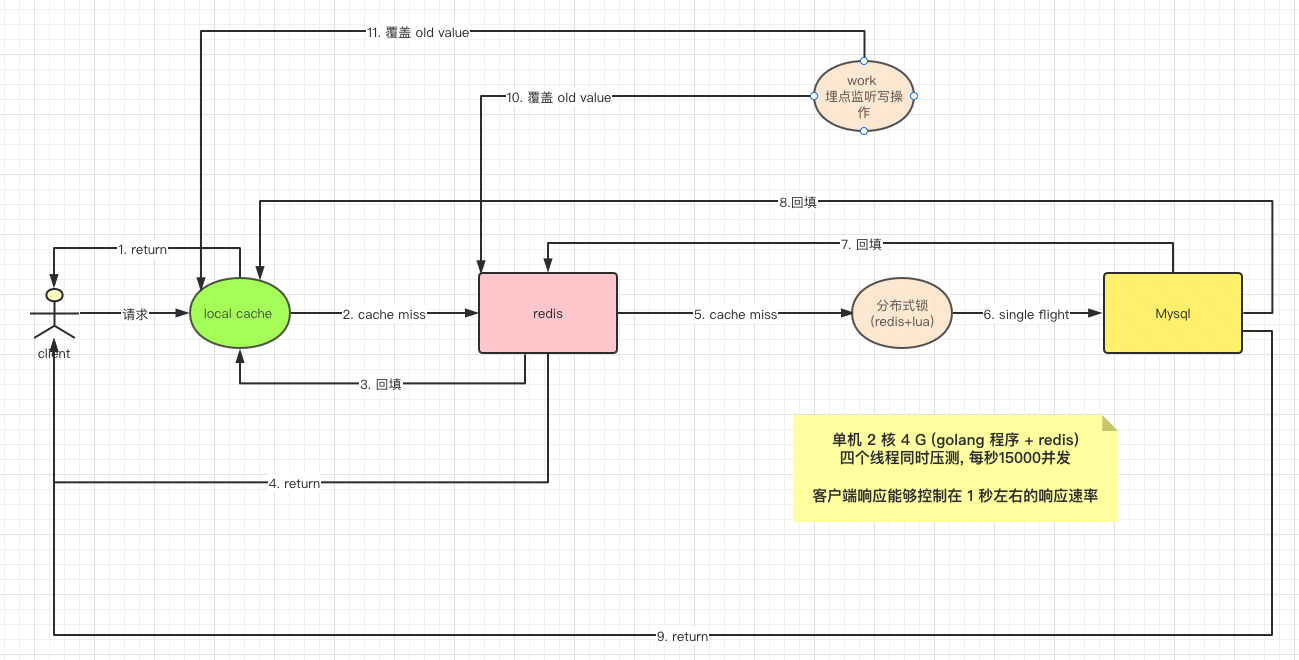 11. 覆盖 old value
work
埋点监听写操
作
10. 覆盖 old value
8.回填
7. 回填
1. return
请求
client
local cache
2. cache miss
redis
5. cache miss
分布式锁
(redis+lua)
6. single flight
Mysql
3. 回填
4. return
单机 2 核 4 G (golang 程序 + redis)
四个线程同时压测, 每秒15000并发
客户端响应能够控制在 1 秒左右的响应速率
9. return